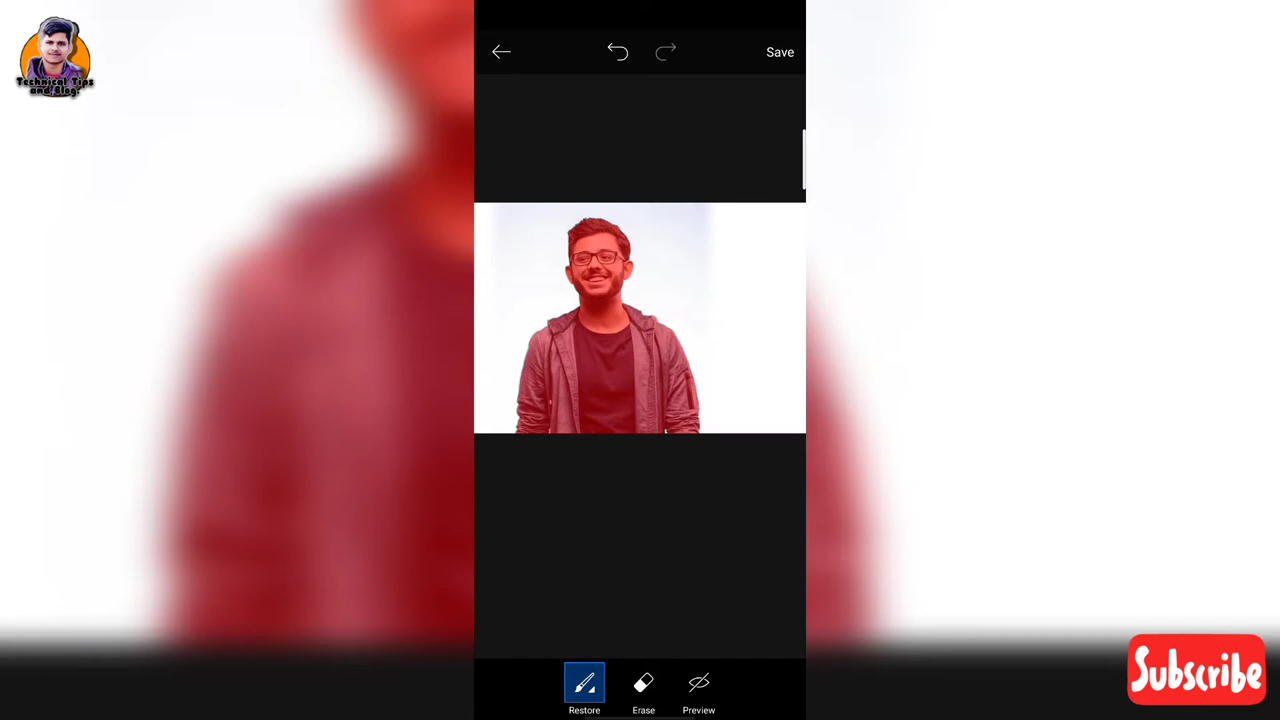 Technical Tips
and Blog.
Save
Restore
Erase
Preview
Subscribe